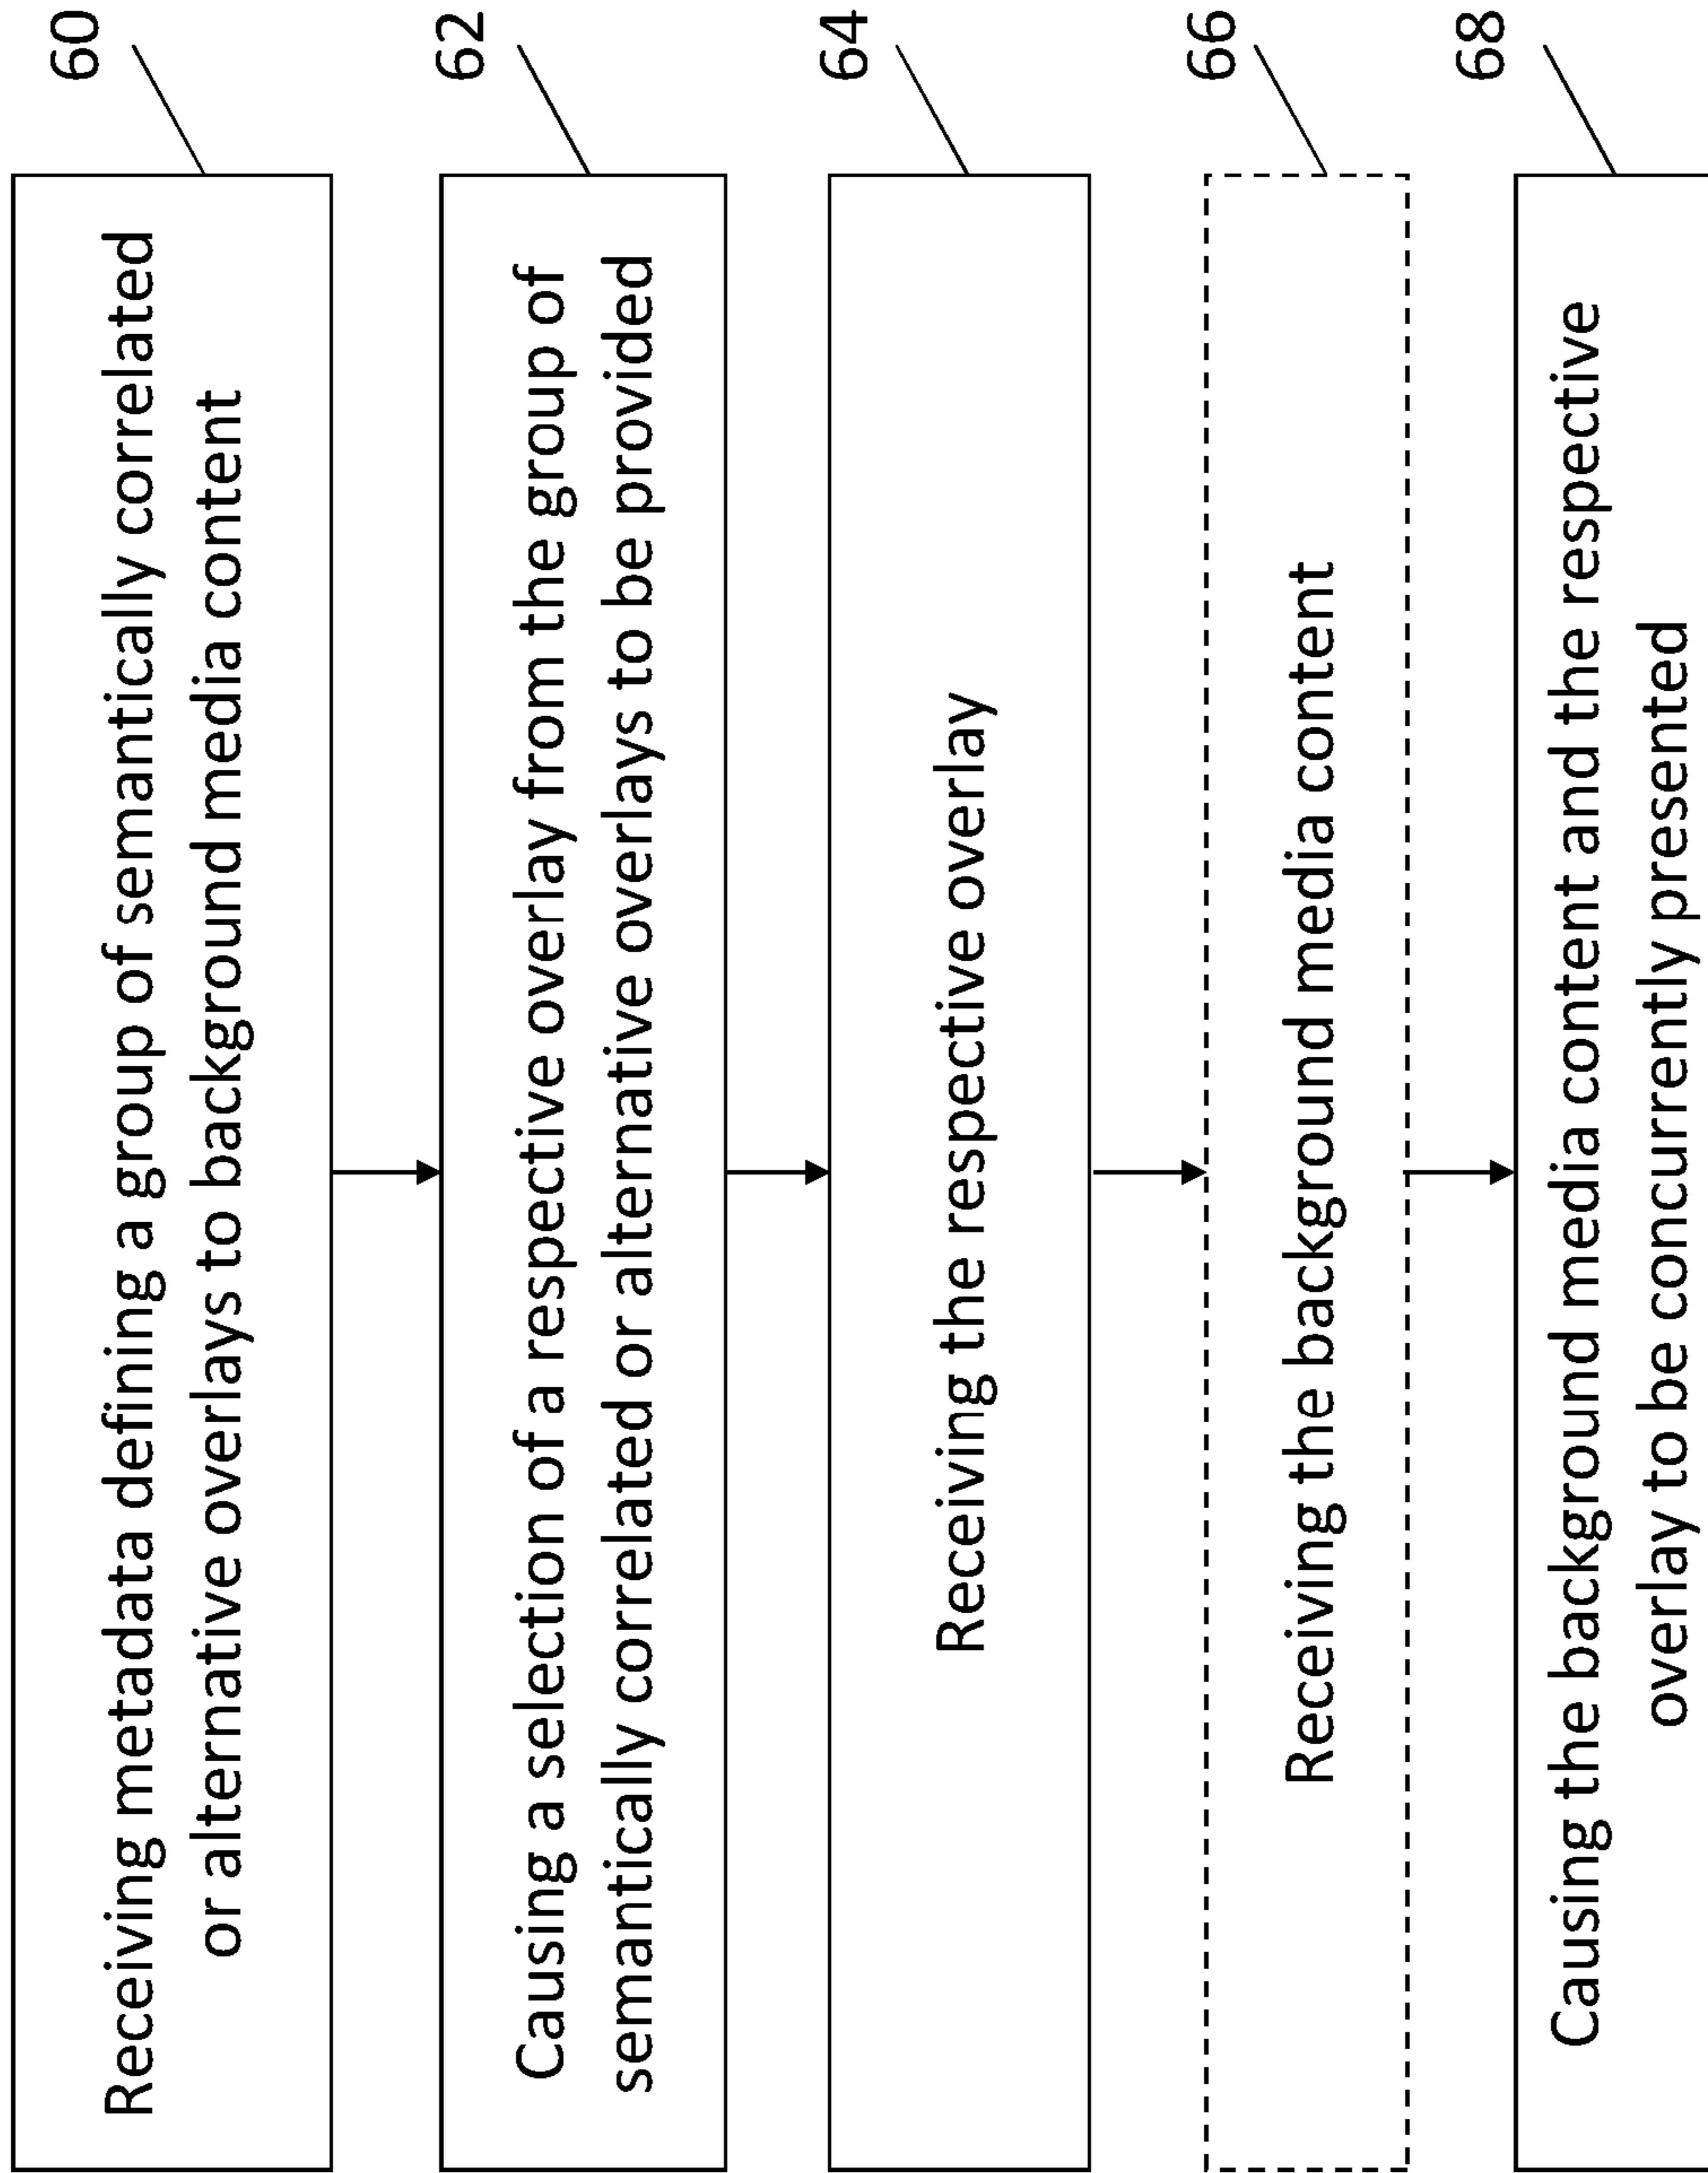 Receiving metadata defining a group of semantically correlated
or alternative overlays to background media content
60
Causing a selection of a respective overlay from the group of
semantically correlated or alternative overlays to be provided
62
Receiving the respective overlay
64
Receiving the background media content
66
Causing the background media content and the respective
overlay to be concurrently presented
68